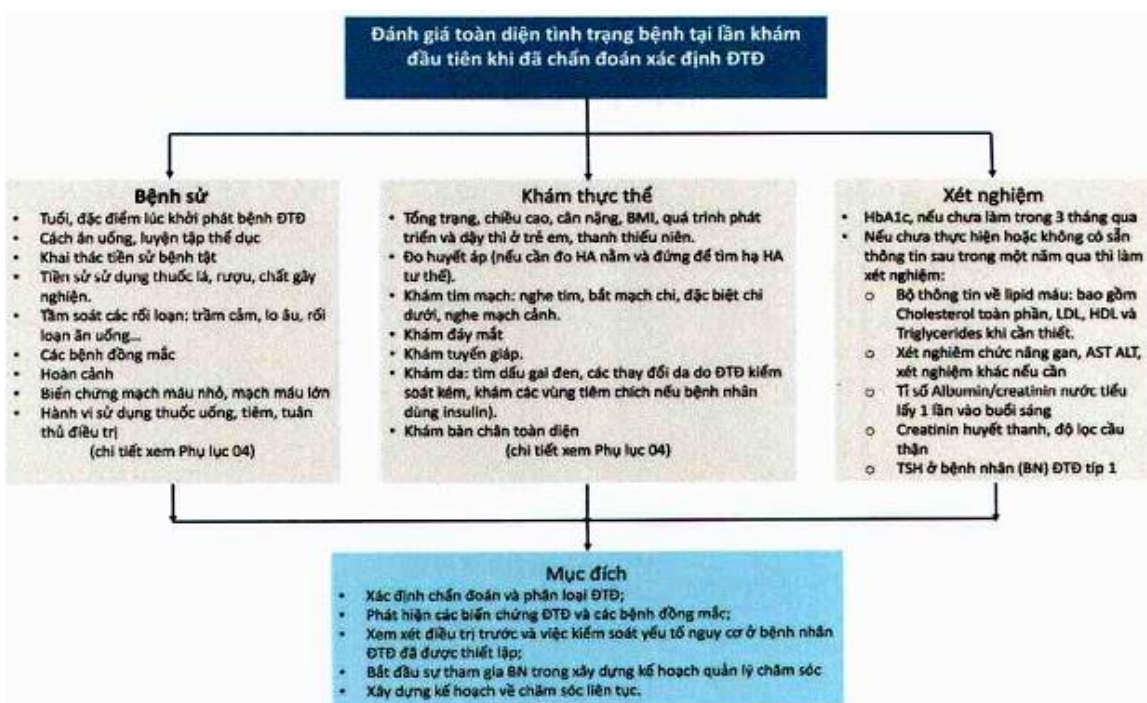 Đánh giá toàn diện tình trạng bệnh tại lần khám
đầu tiên khi đã chẩn đoán xác định ĐTĐ
Bệnh sử
• Tuổi, đặc điểm lúc khởi phát bệnh ĐTĐ
• Cách ăn uống, luyện tập thể dục
• Khai thác tiền sử bệnh tật
• Tiền sử sử dụng thuốc lá, rượu, chất gây
nghiện.
• Tầm soát các rối loạn: trầm cảm, lo âu, rối
loạn ăn uống...
• Các bệnh đồng mắc
• Hoàn cảnh
• Biến chứng mạch máu nhỏ, mạch máu lớn
• Hành vi sử dụng thuốc uống, tiêm, tuân
thủ điều trị
(chi tiết xem Phụ lục 04)
Khám thực thể
• Tổng trạng, chiều cao, cân nặng, BMI, quá trình phát
triển và dậy thì ở trẻ em, thanh thiếu niên.
• Đo huyết áp (nếu cần đo HA nằm và đứng để tìm hạ HA
tư thế).
• Khám tim mạch: nghe tim, bắt mạch chi, đặc biệt chi
dưới, nghe mạch cảnh.
• Khám đáy mắt
• Khám tuyến giáp.
• Khám da: tìm dấu gai đen, các thay đổi da do ĐTĐ kiểm
soát kém, khám các vùng tiêm chích nếu bệnh nhân
dùng insulin).
• Khám bàn chân toàn diện
(chi tiết xem Phụ lục 04)
Xét nghiệm
• HbA1c, nếu chưa làm trong 3 tháng qua
• Nếu chưa thực hiện hoặc không có sẵn
thông tin sau trong một năm qua thì làm
xét nghiệm:
o Bộ thông tin về lipid máu: bao gồm
Cholesterol toàn phần, LDL, HDL và
Triglycerides khi cần thiết.
o Xét nghiệm chức năng gan, AST ALT,
xét nghiệm khác nếu cần
o Tỉ số Albumin/creatinin nước tiểu
lấy 1 lần vào buổi sáng
o Creatinin huyết thanh, độ lọc cầu
thận
o TSH ở bệnh nhân (BN) ĐTĐ típ 1
Mục đích
• Xác định chẩn đoán và phân loại ĐTĐ;
• Phát hiện các biến chứng ĐTĐ và các bệnh đồng mắc;
• Xem xét điều trị trước và việc kiểm soát yếu tố nguy cơ ở bệnh nhân
ĐTĐ đã được thiết lập;
• Bắt đầu sự tham gia BN trong xây dựng kế hoạch quản lý chăm sóc
• Xây dựng kế hoạch về chăm sóc liên tục.